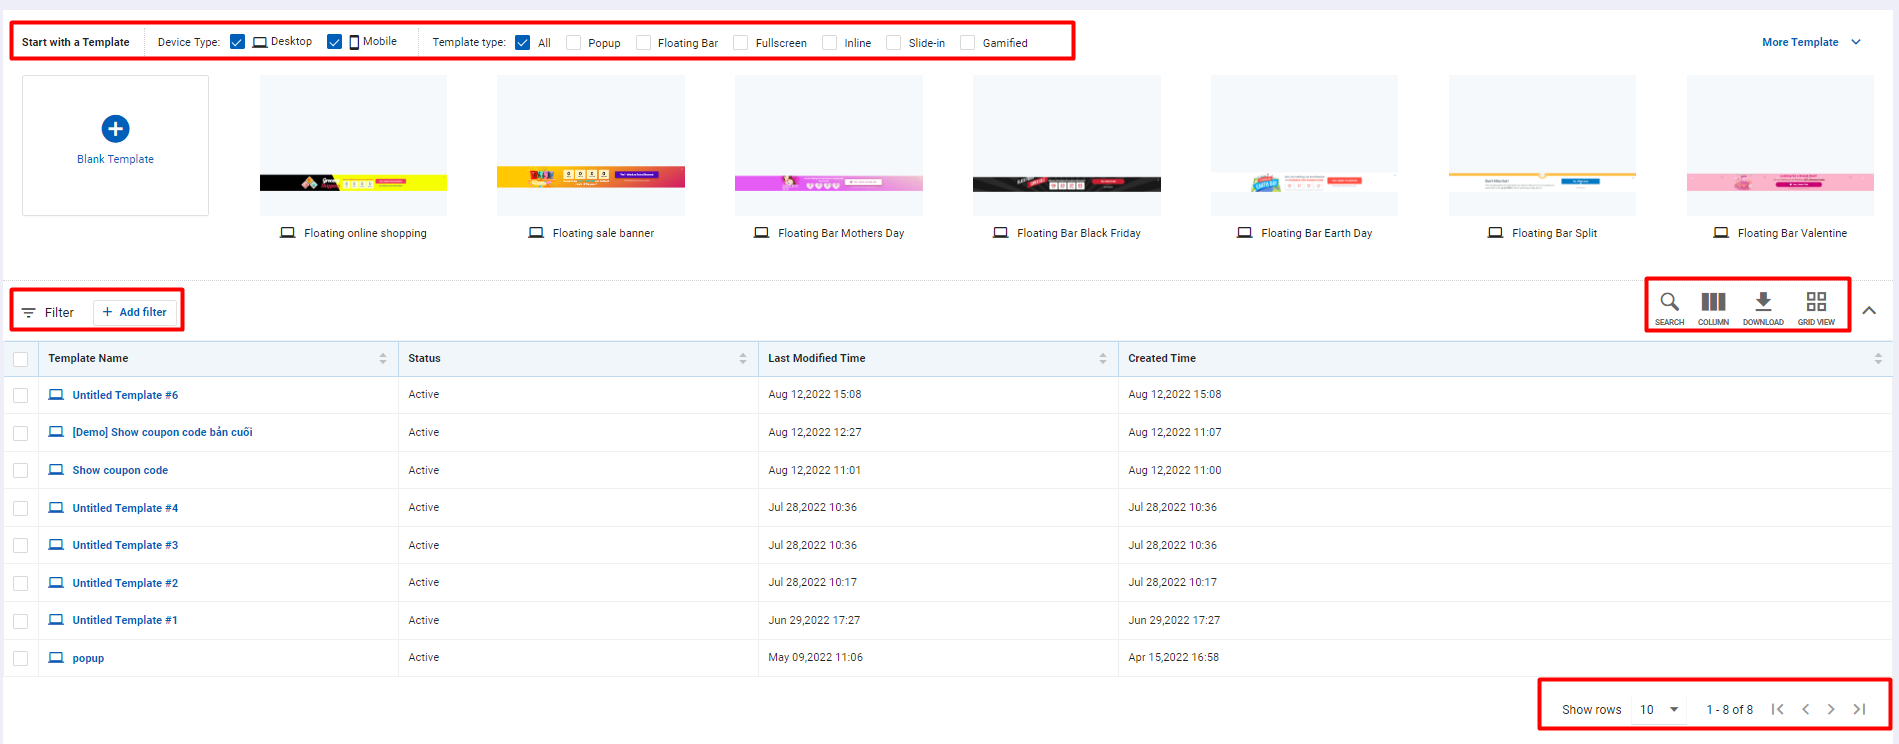 Start with a Template Device Type: Desktop Mobile Template type: All Popup Floating Bar Fullscreen Inline Slide-in Gamified More Template
Blank Template
Floating online shopping Floating sale banner Floating Bar Mothers Day Floating Bar Black Friday Floating Bar Earth Day Floating Bar Split Floating Bar Valentine
Filter + Add filter SEARCH COLUMN DOWNLOAD GRID VIEW
Template Name Status Last Modified Time Created Time
Untitled Template #6 Active Aug 12,2022 15:08 Aug 12,2022 15:08
[Demo] Show coupon code bản cuối Active Aug 12,2022 12:27 Aug 12,2022 11:07
Show coupon code Active Aug 12,2022 11:01 Aug 12,2022 11:00
Untitled Template #4 Active Jul 28,2022 10:36 Jul 28,2022 10:36
Untitled Template #3 Active Jul 28,2022 10:36 Jul 28,2022 10:36
Untitled Template #2 Active Jul 28,2022 10:17 Jul 28,2022 10:17
Untitled Template #1 Active Jun 29,2022 17:27 Jun 29,2022 17:27
popup Active May 09,2022 11:06 Apr 15,2022 16:58
Show rows 10 1 - 8 of 8